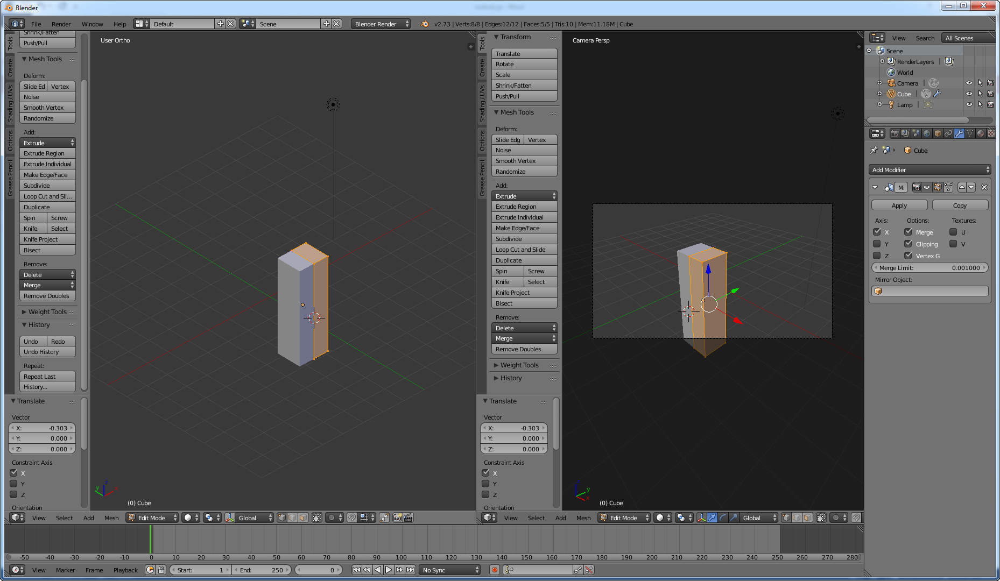 Blender
File Render Window Help Default Scene Blender Render v2.73 | Verts:8/8 | Edges:12/12 | Faces:5/5 | Tris:10 | Mem:11.18M | Cube
Tools
Create
Shading / UVs
Options
Grease Pencil
Shrink/Fatten
Push/Pull
Mesh Tools
Deform:
Slide Ed Vertex
Noise
Smooth Vertex
Randomize
Add:
Extrude
Extrude Region
Extrude Individual
Make Edge/Face
Subdivide
Loop Cut and Sli...
Duplicate
Spin Screw
Knife Select
Knife Project
Bisect
Remove:
Delete
Merge
Remove Doubles
Weight Tools
History
Undo Redo
Undo History
Repeat:
Repeat Last
History...
Translate
Vector
X: -0.303
Y: 0.000
Z: 0.000
Constraint Axis
X
Y
Z
Orientation
User Ortho
z
y
x
(0) Cube
View Select Add Mesh Edit Mode Global
Tools
Create
Shading / UVs
Options
Grease Pencil
Transform
Translate
Rotate
Scale
Shrink/Fatten
Push/Pull
Mesh Tools
Deform:
Slide Edg Vertex
Noise
Smooth Vertex
Randomize
Add:
Extrude
Extrude Region
Extrude Individual
Make Edge/Face
Subdivide
Loop Cut and Slide
Duplicate
Spin Screw
Knife Select
Knife Project
Bisect
Remove:
Delete
Merge
Remove Doubles
Weight Tools
History
Translate
Vector
X: -0.303
Y: 0.000
Z: 0.000
Constraint Axis
X
Y
Z
Orientation
Camera Persp
y
x
(0) Cube
View Select Add Mesh Edit Mode Global
View Search All Scenes
Scene
RenderLayers |
World
Camera |
Cube |
Lamp |
Cube
Add Modifier
Mi
Apply Copy
Axis: Options: Textures:
X Merge U
Y Clipping V
Z Vertex G
Merge Limit: 0.001000
Mirror Object:
-50 -40 -30 -20 -10 0 10 20 30 40 50 60 70 80 90 100 110 120 130 140 150 160 170 180 190 200 210 220 230 240 250 260 270 280
View Marker Frame Playback Start: 1 End: 250 0 No Sync